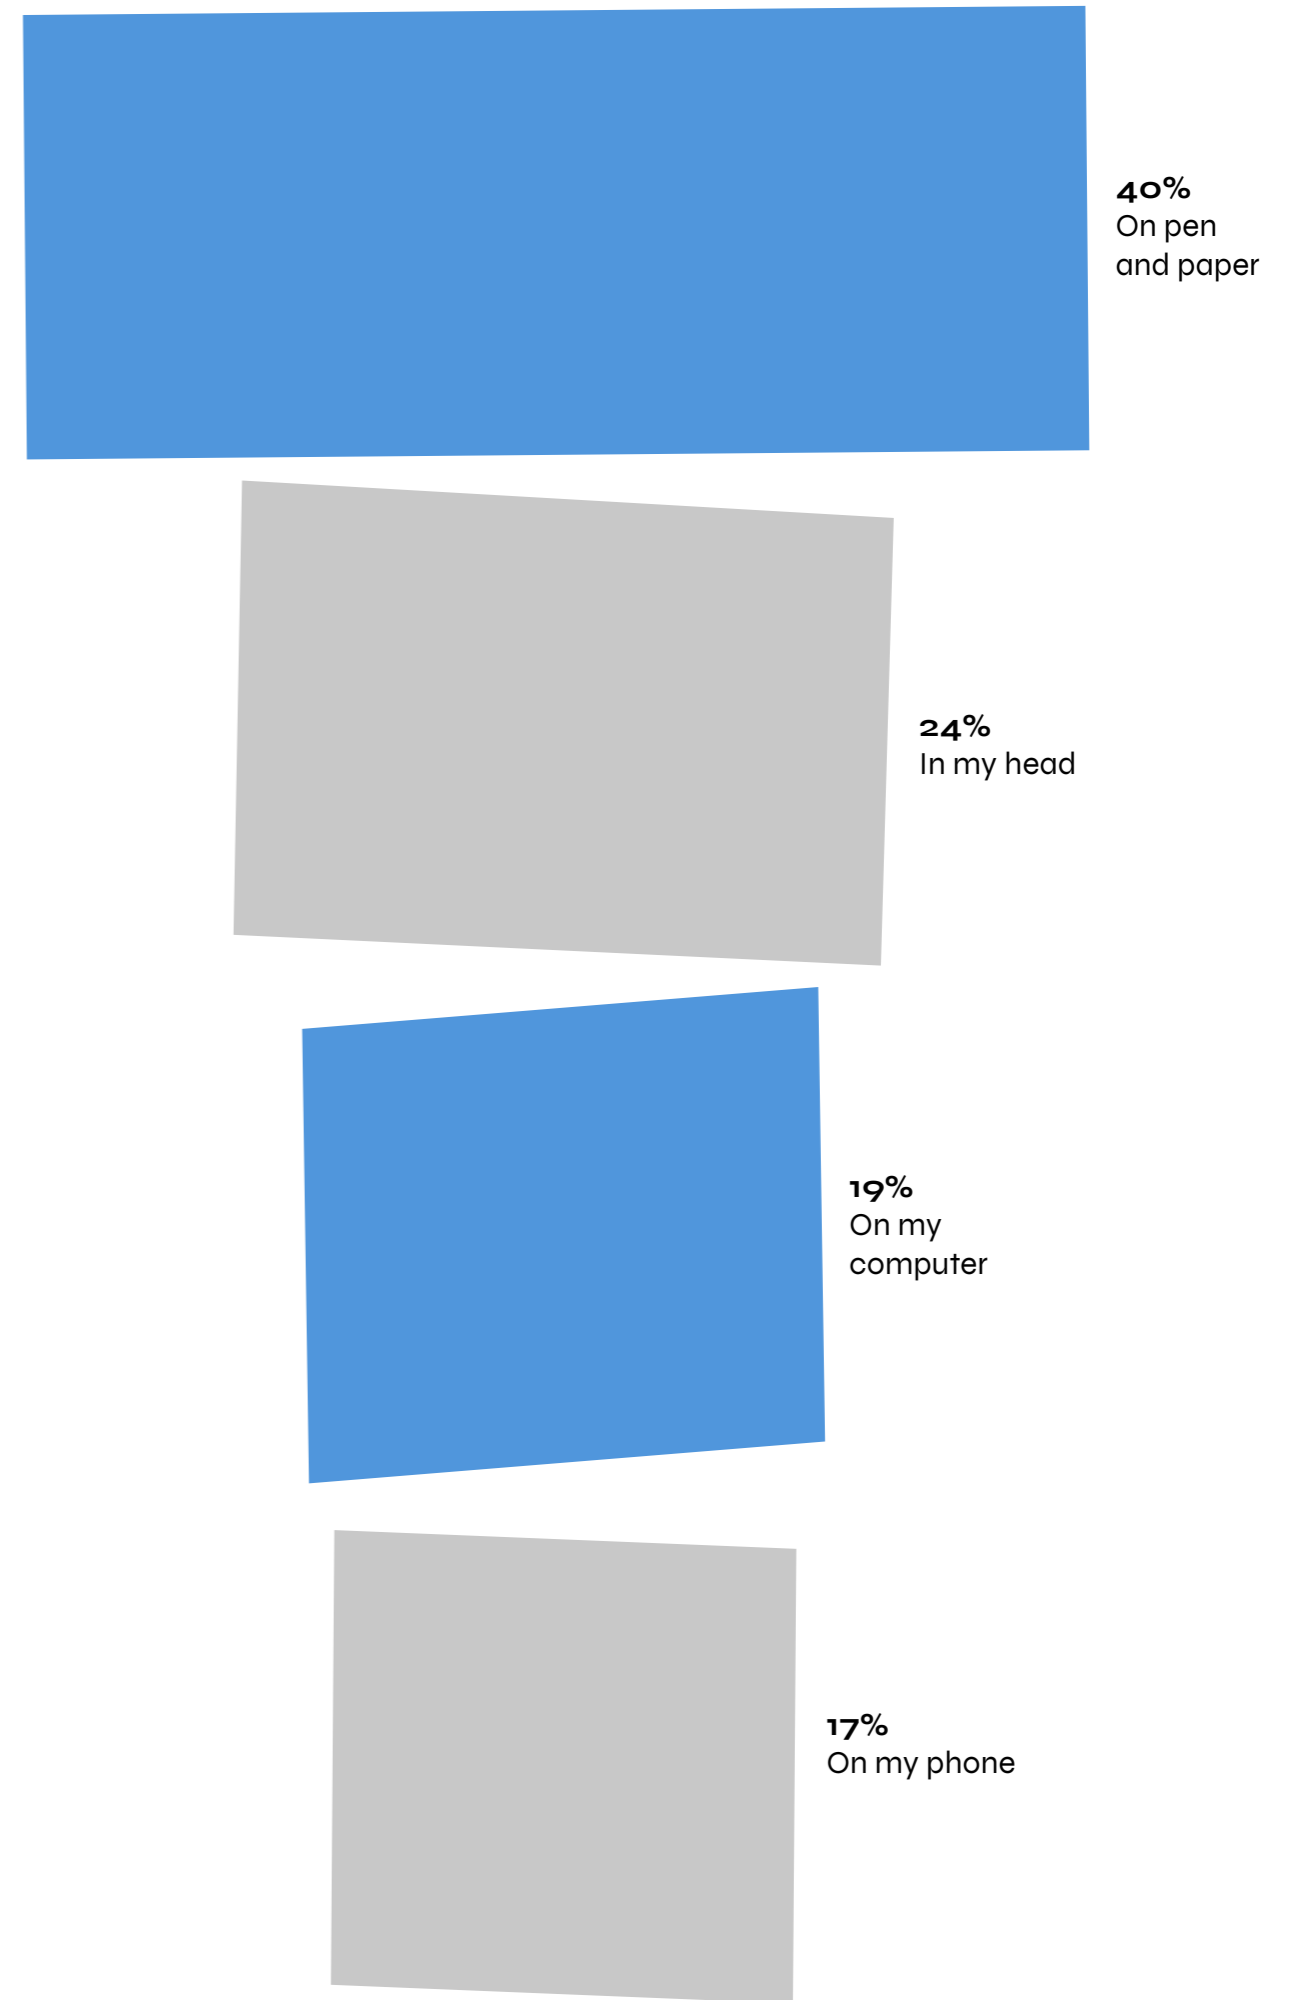 40%
On pen
and paper
24%
In my head
19%
On my
computer
17%
On my phone